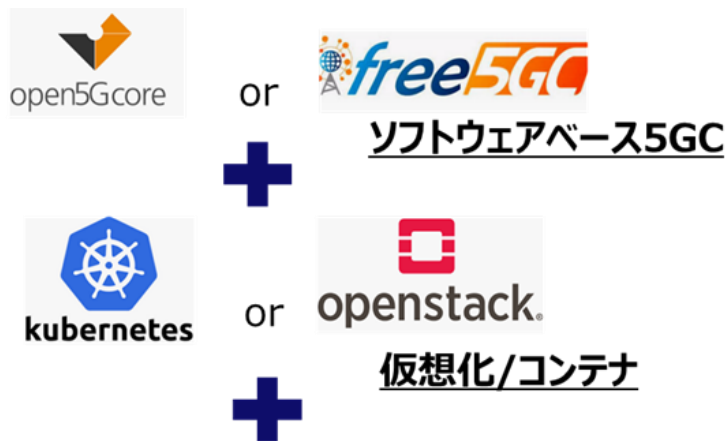 open5Gcore
or
free5GC
ソフトウェアベース5GC
kubernetes
or
openstack.
仮想化/コンテナ